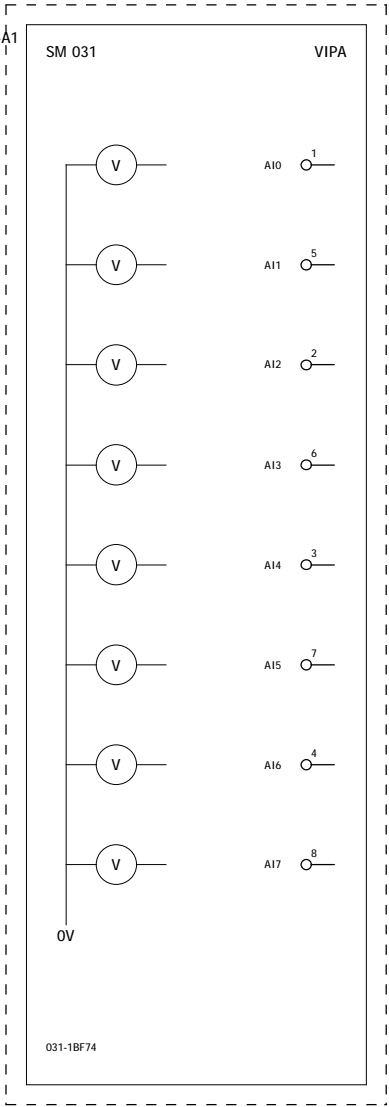 A1
SM 031 VIPA
V AI0 1
V AI1 5
V AI2 2
V AI3 6
V AI4 3
V AI5 7
V AI6 4
V AI7 8
0V
031-1BF74